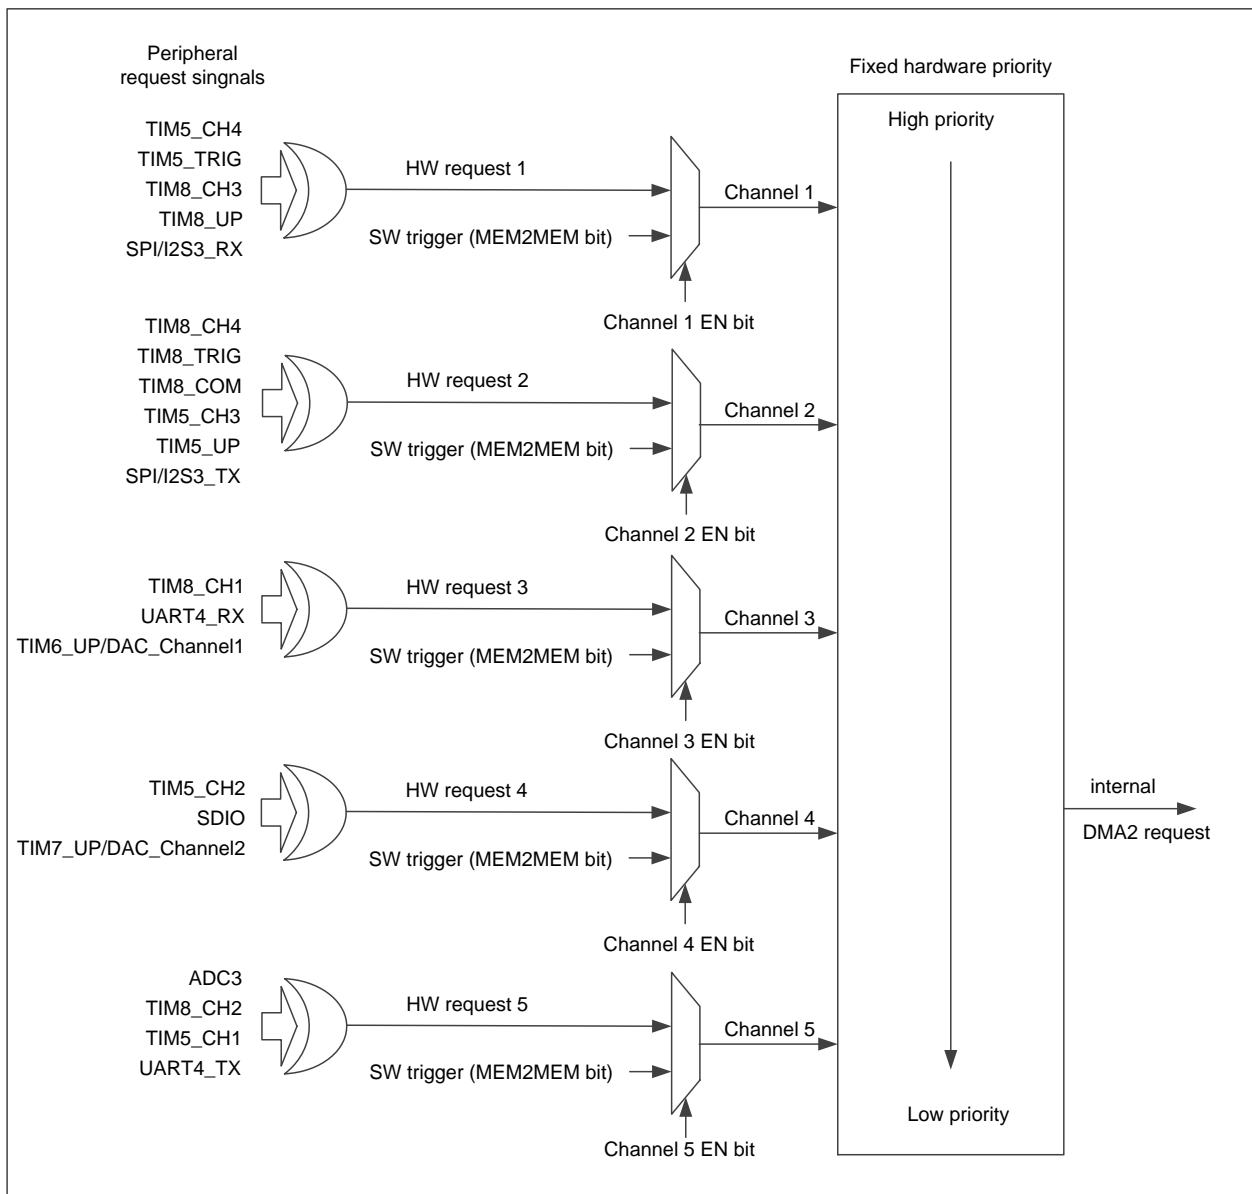 Peripheral
request singnals
Fixed hardware priority
High priority
TIM5_CH4
TIM5_TRIG
TIM8_CH3
TIM8_UP
SPI/I2S3_RX
HW request 1
SW trigger (MEM2MEM bit)
Channel 1
Channel 1 EN bit
TIM8_CH4
TIM8_TRIG
TIM8_COM
TIM5_CH3
TIM5_UP
SPI/I2S3_TX
HW request 2
SW trigger (MEM2MEM bit)
Channel 2
Channel 2 EN bit
TIM8_CH1
UART4_RX
TIM6_UP/DAC_Channel1
HW request 3
SW trigger (MEM2MEM bit)
Channel 3
Channel 3 EN bit
TIM5_CH2
SDIO
TIM7_UP/DAC_Channel2
HW request 4
SW trigger (MEM2MEM bit)
Channel 4
Channel 4 EN bit
internal
DMA2 request
ADC3
TIM8_CH2
TIM5_CH1
UART4_TX
HW request 5
SW trigger (MEM2MEM bit)
Channel 5
Channel 5 EN bit
Low priority